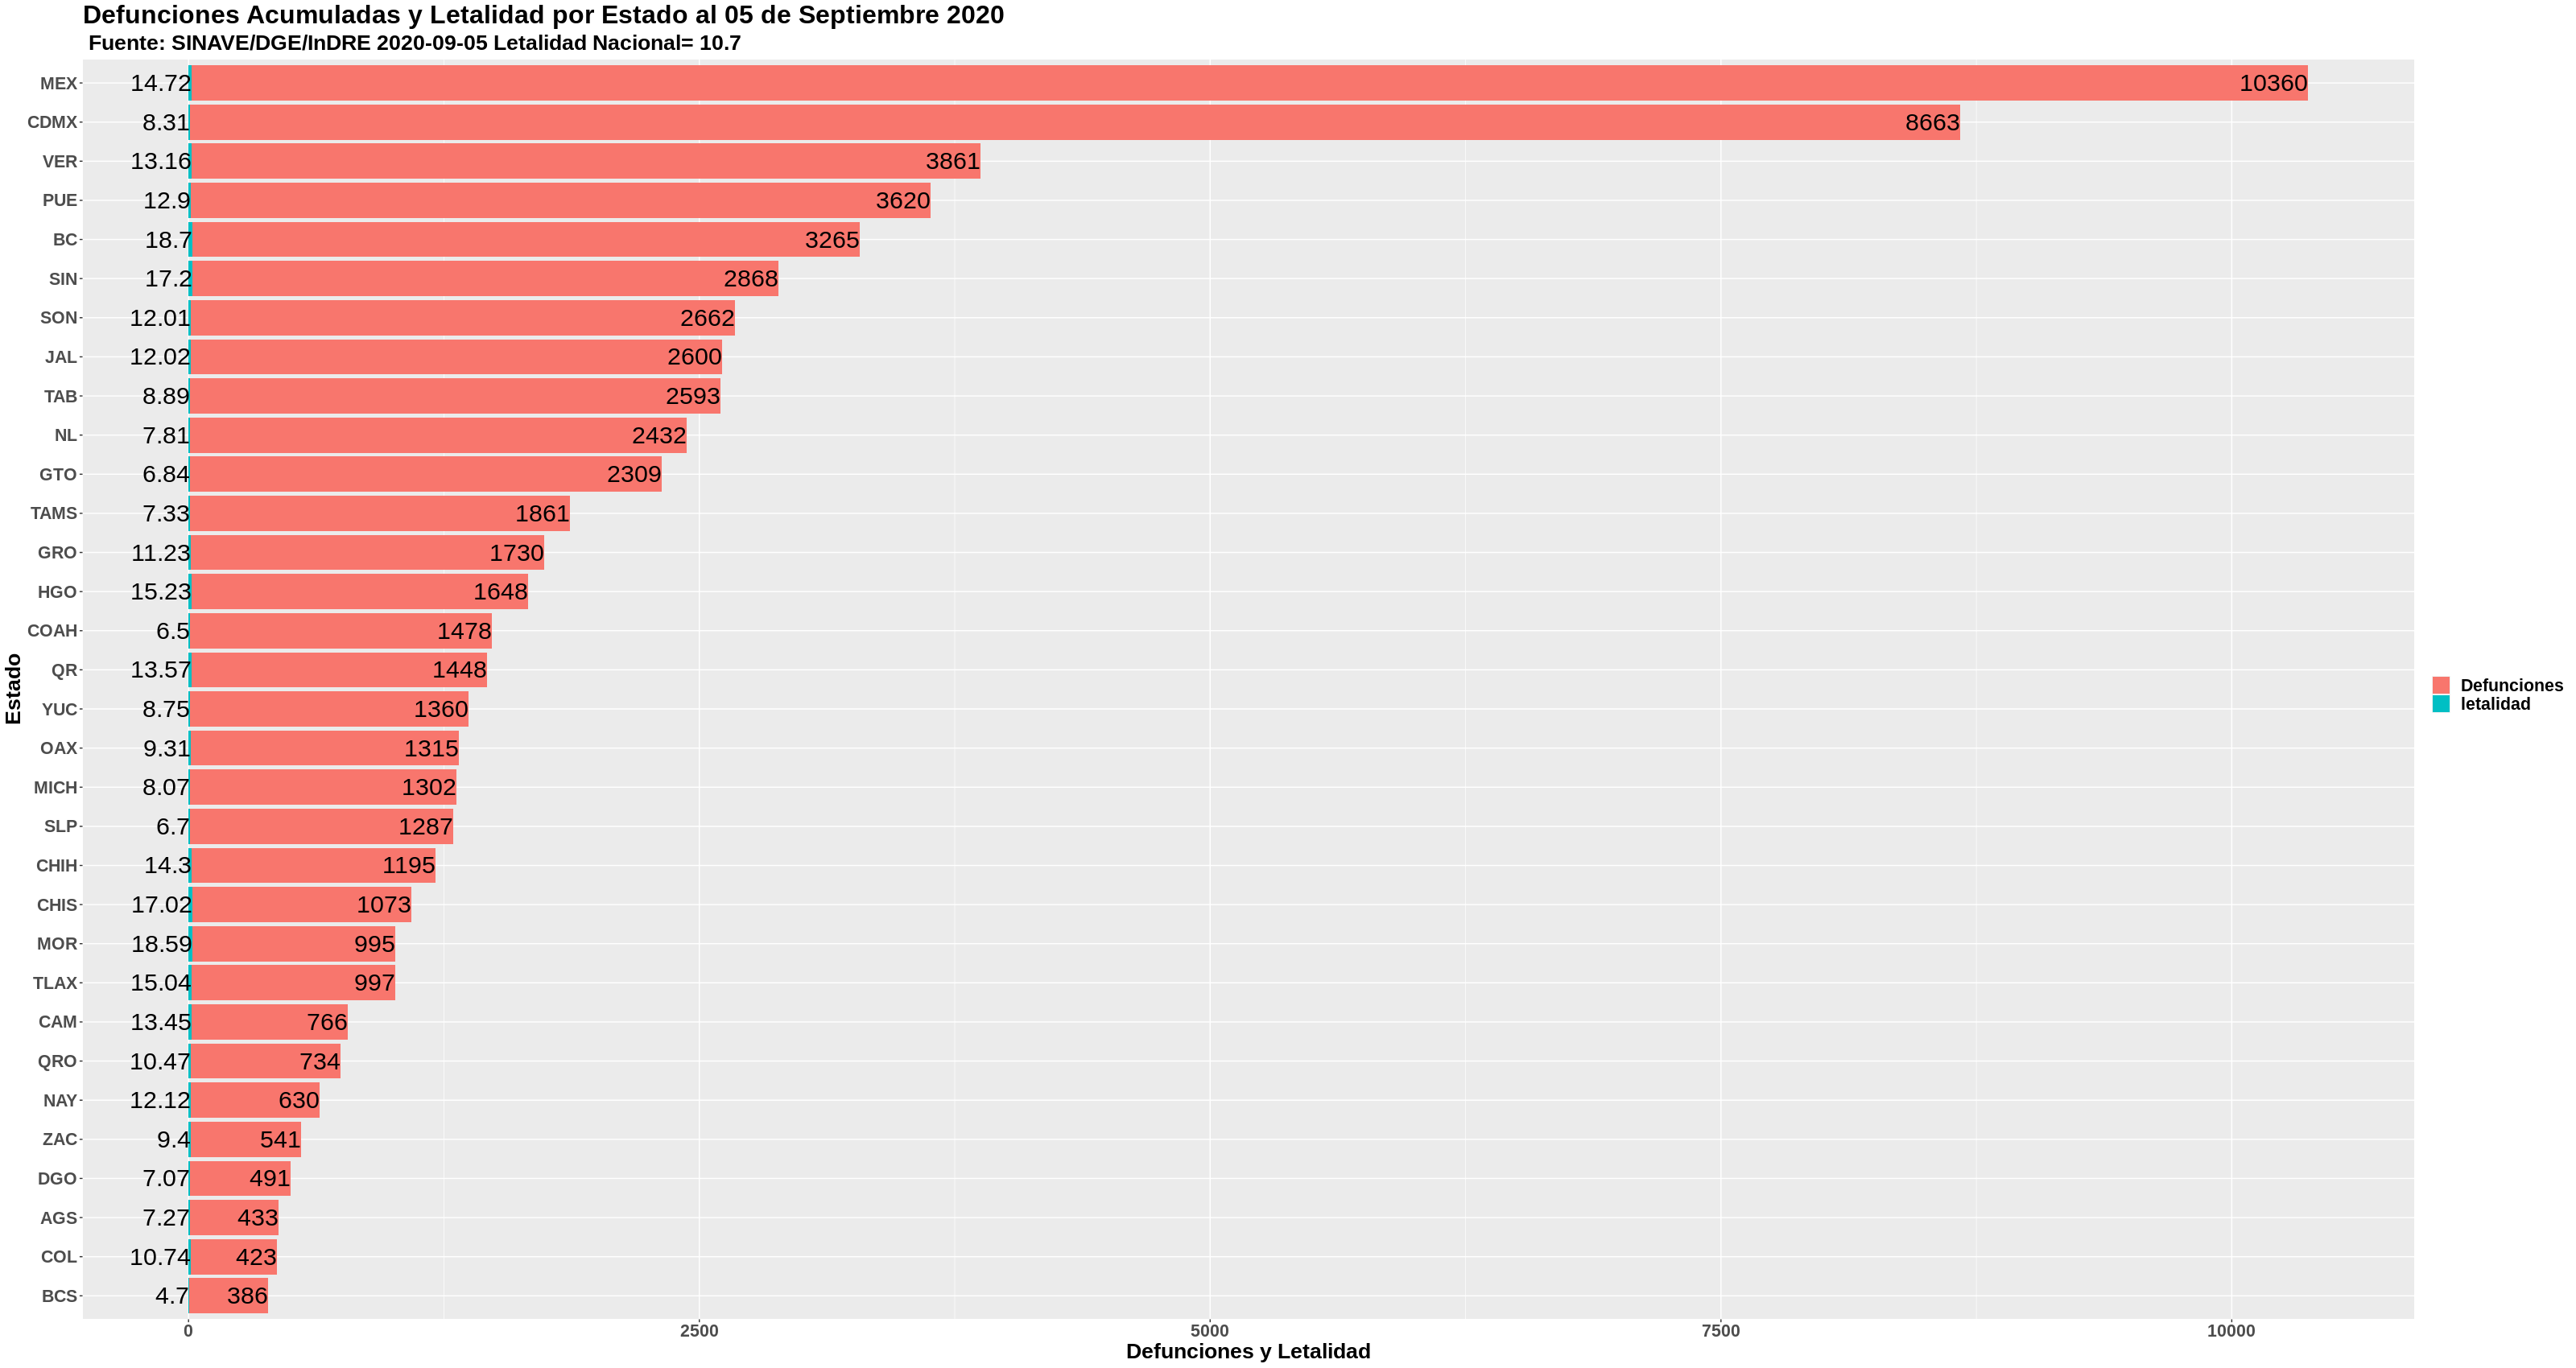 Defunciones Acumuladas y Letalidad por Estado al 05 de Septiembre 2020
Fuente: SINAVE/DGE/InDRE 2020-09-05 Letalidad Nacional= 10.7
MEX 14.72 10360
CDMX 8.31 8663
VER 13.16 3861
PUE 12.9 3620
BC 18.7 3265
SIN 17.2 2868
SON 12.01 2662
JAL 12.02 2600
TAB 8.89 2593
NL 7.81 2432
GTO 6.84 2309
TAMS 7.33 1861
GRO 11.23 1730
HGO 15.23 1648
COAH 6.5 1478
QR 13.57 1448
YUC 8.75 1360
OAX 9.31 1315
MICH 8.07 1302
SLP 6.7 1287
CHIH 14.3 1195
CHIS 17.02 1073
MOR 18.59 995
TLAX 15.04 997
CAM 13.45 766
QRO 10.47 734
NAY 12.12 630
ZAC 9.4 541
DGO 7.07 491
AGS 7.27 433
COL 10.74 423
BCS 4.7 386
0 2500 5000 7500 10000
Defunciones y Letalidad
Estado
Defunciones
letalidad